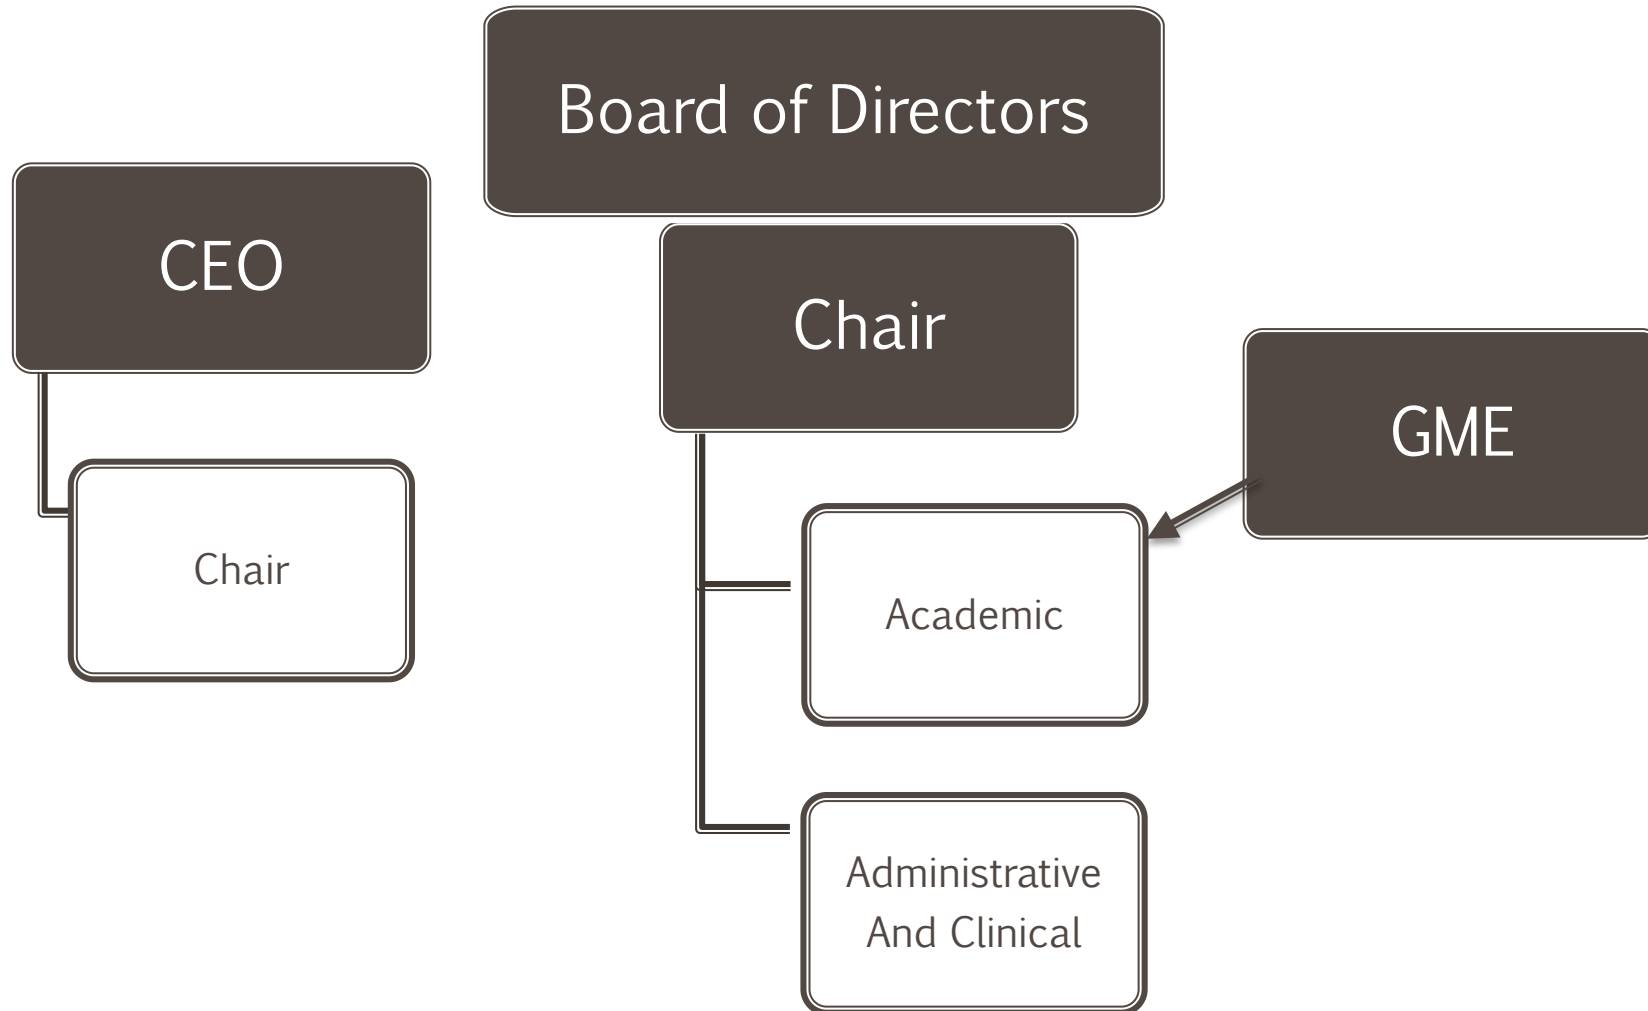 Board of Directors
CEO
Chair
GME
Chair
Academic
Administrative
And Clinical